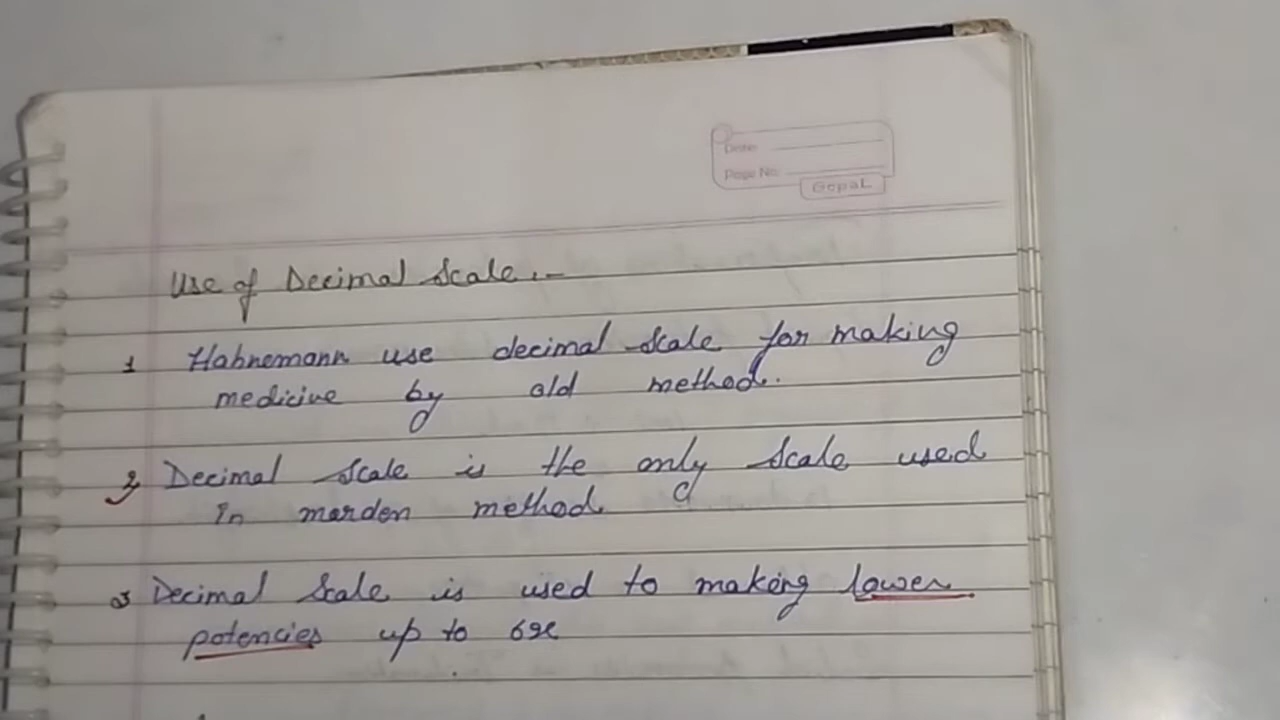 Date:
Page No:
Gopal
Use of Decimal Scale :-
1 Hahnemann use decimal scale for making
medicine by old method.
2 Decimal scale is the only scale used
In marden method.
3 Decimal scale is used to making lower
potencies up to 6x